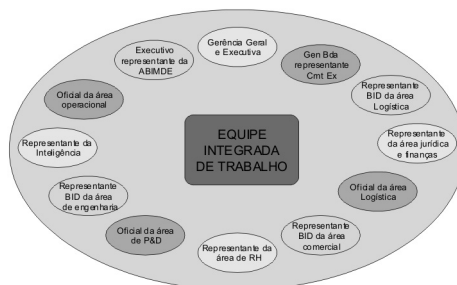 Gerência Geral
e Executiva
Gen Bda
representante
Cmt Ex
Representante
BID da área
Logística
Representante
da área jurídica
e finanças
Oficial da área
Logística
Representante
BID da área
comercial
Representante da
área de RH
Oficial da área
de P&D
Representante
BID da área
de engenharia
Representante da
Inteligência
Oficial da área
operacional
Executivo
representante da
ABIMDE
EQUIPE
INTEGRADA
DE TRABALHO